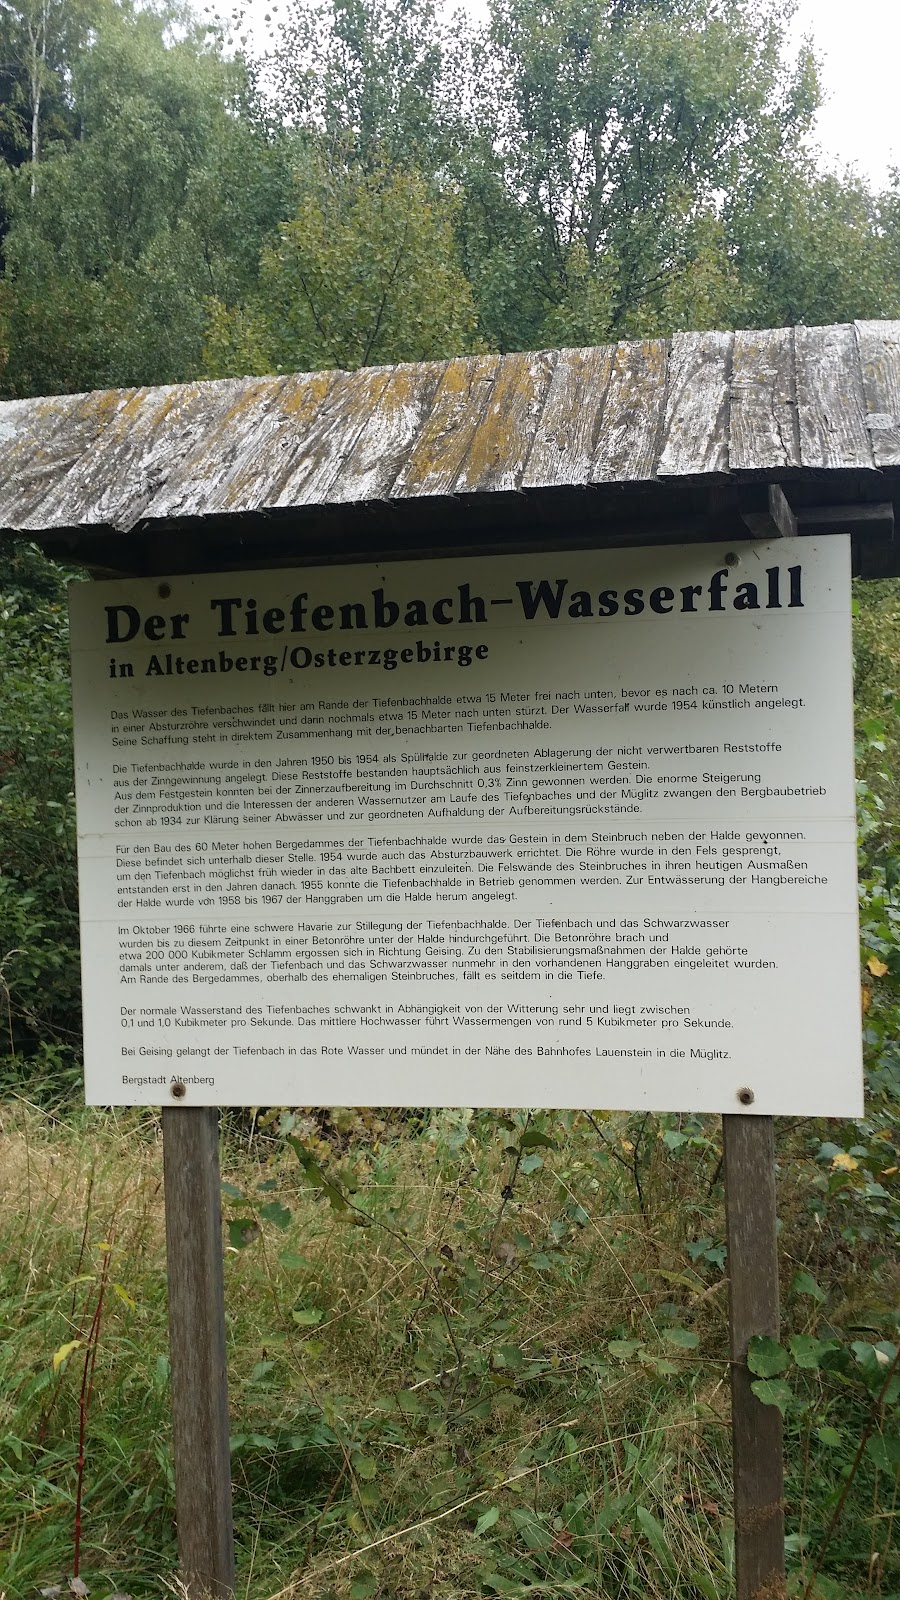 Der Tiefenbach-Wasserfall
in Altenberg/Osterzgebirge
Das Wasser des Tiefenbaches fällt hier am Rande der Tiefenbachhalde etwa 15 Meter frei nach unten, bevor es nach ca. 10 Metern
in einer Absturzröhre verschwindet und dann nochmals etwa 15 Meter nach unten stürzt. Der Wasserfall wurde 1954 künstlich angelegt.
Seine Schaffung steht in direktem Zusammenhang mit der benachbarten Tiefenbachhalde.
Die Tiefenbachhalde wurde in den Jahren 1950 bis 1954 als Spülhalde zur geordneten Ablagerung der nicht verwertbaren Reststoffe
aus der Zinngewinnung angelegt. Diese Reststoffe bestanden hauptsächlich aus feinstzerkleinertem Gestein.
Aus dem Festgestein konnten bei der Zinnerzaufbereitung im Durchschnitt 0,3% Zinn gewonnen werden. Die enorme Steigerung
der Zinnproduktion und die Interessen der anderen Wassernutzer am Laufe des Tiefenbaches und der Müglitz zwangen den Bergbaubetrieb
schon ab 1934 zur Klärung seiner Abwässer und zur geordneten Aufhaldung der Aufbereitungsrückstände.
Für den Bau des 60 Meter hohen Bergedammes der Tiefenbachhalde wurde das Gestein in dem Steinbruch neben der Halde gewonnen.
Diese befindet sich unterhalb dieser Stelle. 1954 wurde auch das Absturzbauwerk errichtet. Die Röhre wurde in den Fels gesprengt,
um den Tiefenbach möglichst früh wieder in das alte Bachbett einzuleiten. Die Felswände des Steinbruches in ihren heutigen Ausmaßen
entstanden erst in den Jahren danach. 1955 konnte die Tiefenbachhalde in Betrieb genommen werden. Zur Entwässerung der Hangbereiche
der Halde wurde von 1958 bis 1967 der Hanggraben um die Halde herum angelegt.
Im Oktober 1966 führte eine schwere Havarie zur Stillegung der Tiefenbachhalde. Der Tiefenbach und das Schwarzwasser
wurden bis zu diesem Zeitpunkt in einer Betonröhre unter der Halde hindurchgeführt. Die Betonröhre brach und
etwa 200 000 Kubikmeter Schlamm ergossen sich in Richtung Geising. Zu den Stabilisierungsmaßnahmen der Halde gehörte
damals unter anderem, daß der Tiefenbach und das Schwarzwasser nunmehr in den vorhandenen Hanggraben eingeleitet wurden.
Am Rande des Bergedammes, oberhalb des ehemaligen Steinbruches, fällt es seitdem in die Tiefe.
Der normale Wasserstand des Tiefenbaches schwankt in Abhängigkeit von der Witterung sehr und liegt zwischen
0,1 und 1,0 Kubikmeter pro Sekunde. Das mittlere Hochwasser führt Wassermengen von rund 5 Kubikmeter pro Sekunde.
Bei Geising gelangt der Tiefenbach in das Rote Wasser und mündet in der Nähe des Bahnhofes Lauenstein in die Müglitz.
Bergstadt Altenberg